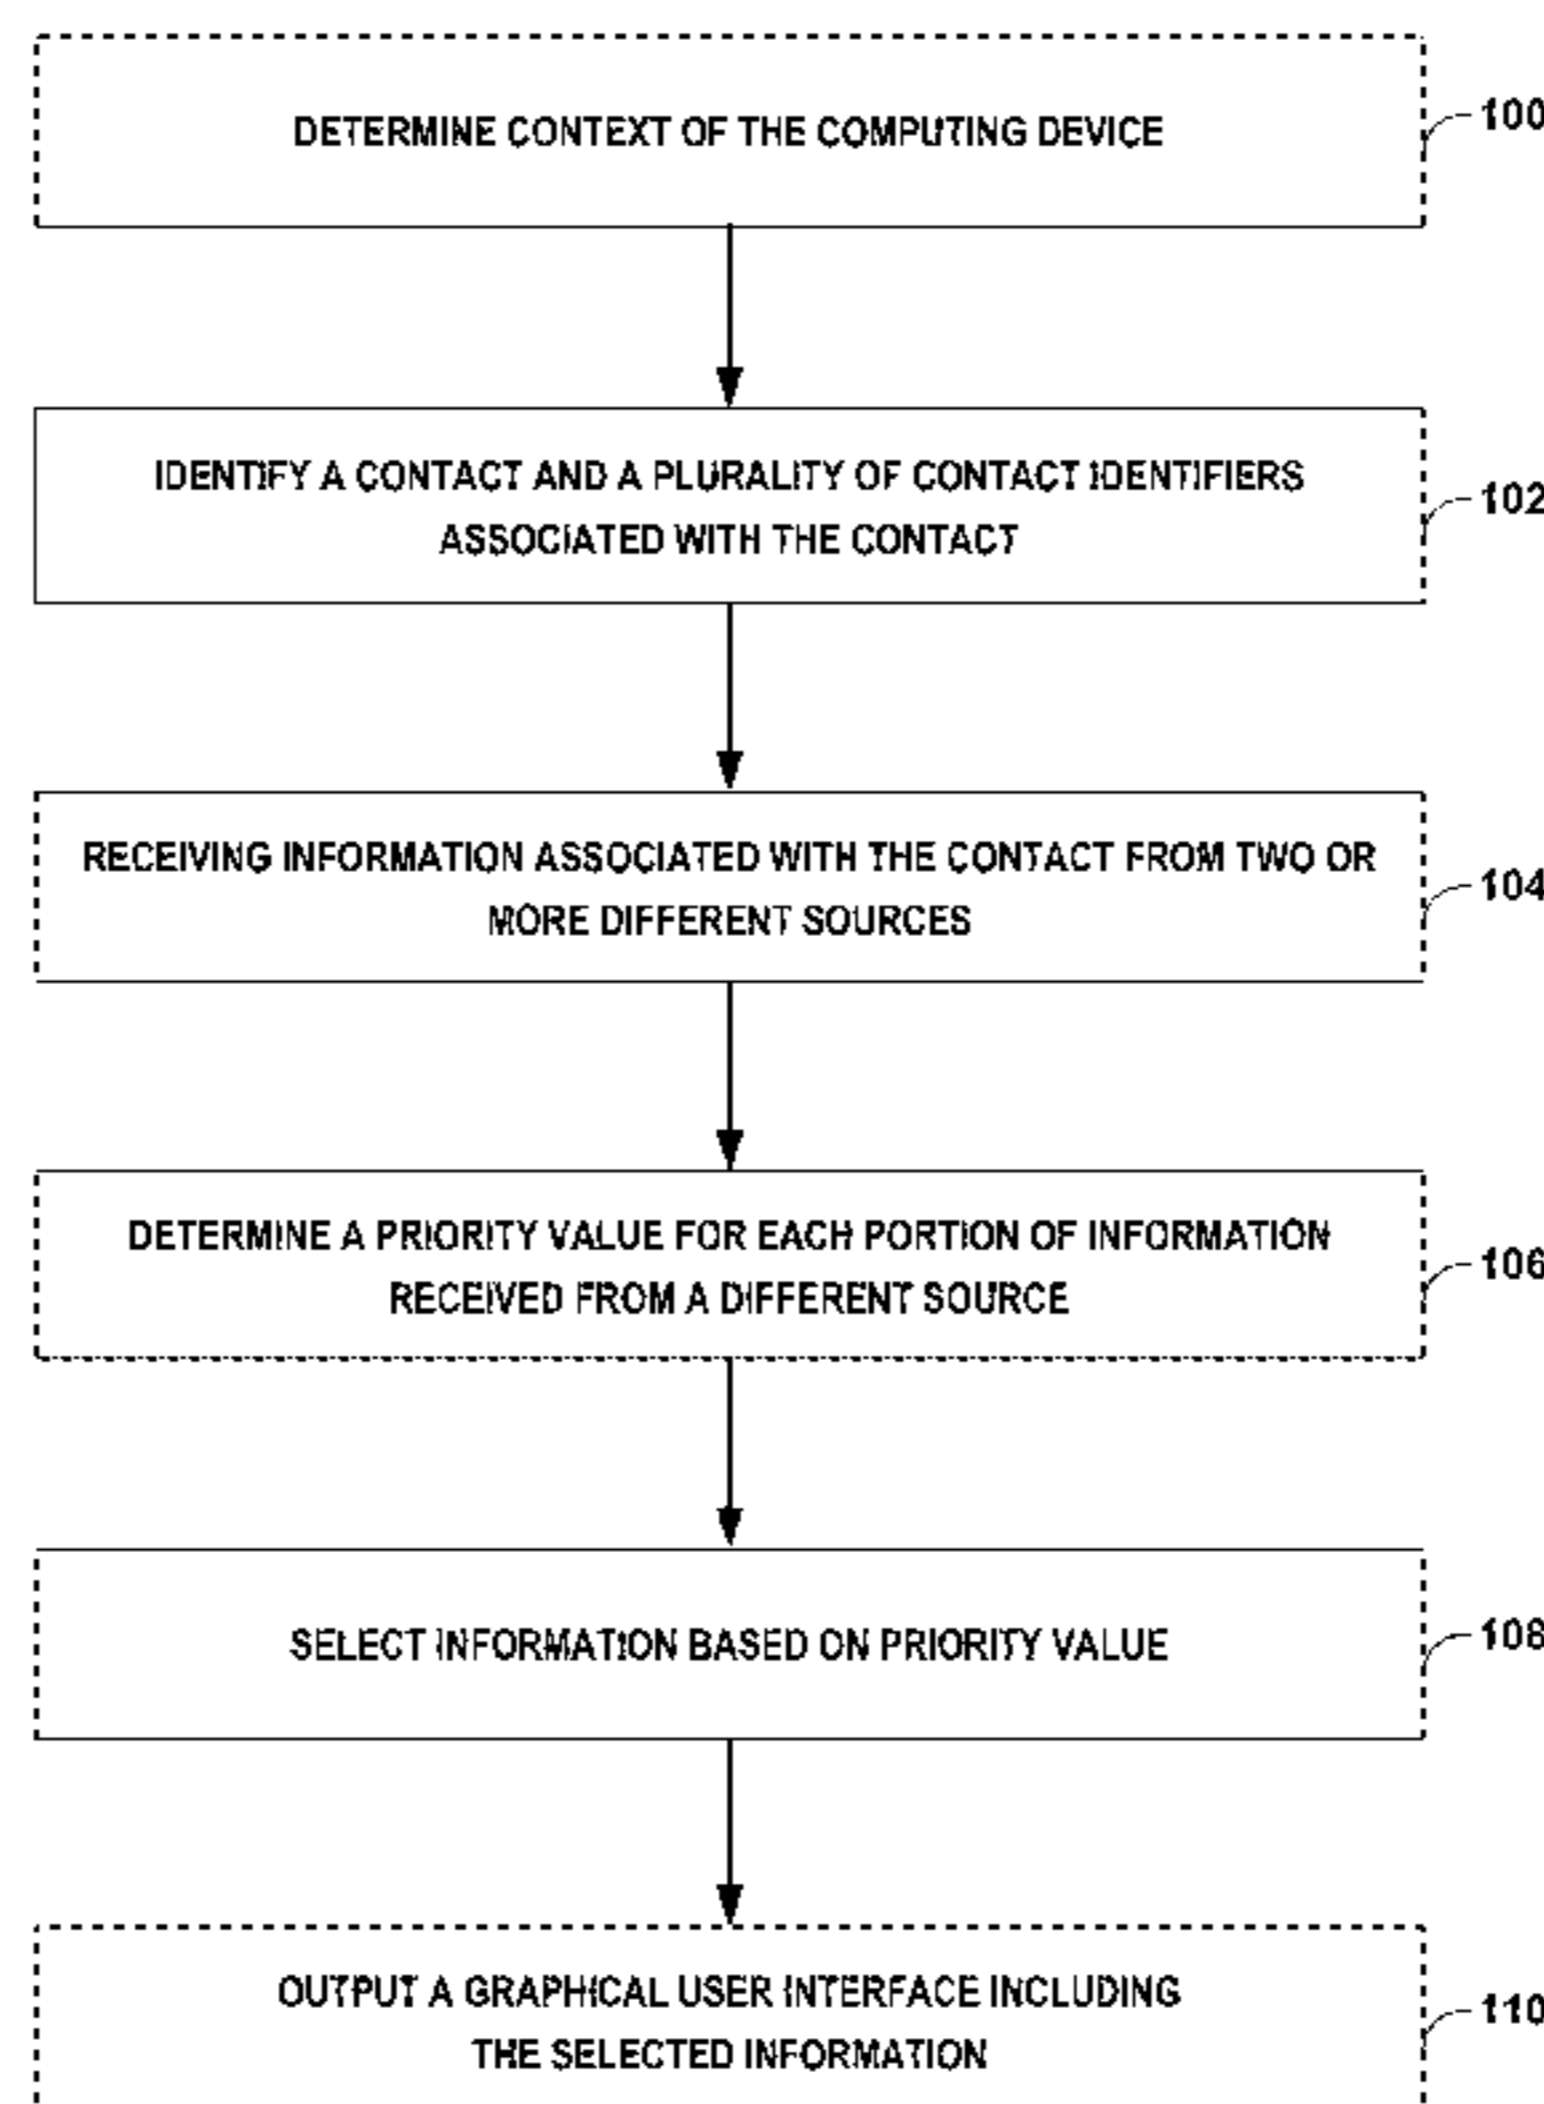 DETERMINE CONTEXT OF THE COMPUTING DEVICE
100
IDENTIFY A CONTACT AND A PLURALITY OF CONTACT IDENTIFIERS
ASSOCIATED WITH THE CONTACT
102
RECEIVING INFORMATION ASSOCIATED WITH THE CONTACT FROM TWO OR
MORE DIFFERENT SOURCES
104
DETERMINE A PRIORITY VALUE FOR EACH PORTION OF INFORMATION
RECEIVED FROM A DIFFERENT SOURCE
106
SELECT INFORMATION BASED ON PRIORITY VALUE
108
OUTPUT A GRAPHICAL USER INTERFACE INCLUDING
THE SELECTED INFORMATION
110